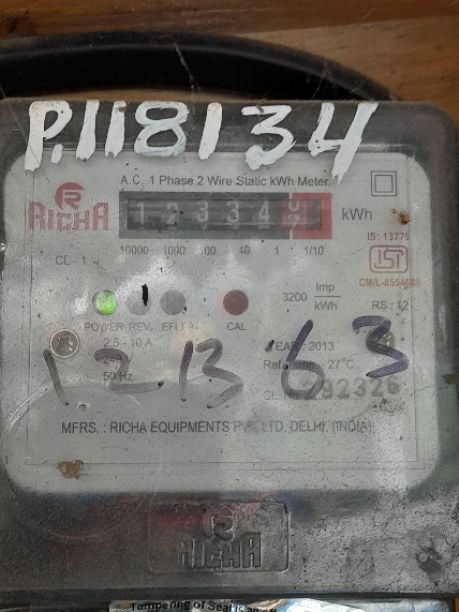 P.118134
A.C. 1 Phase 2 Wire Static kWh Meter.
RICHA
1 2 3 3 4
kWh
IS: 13779
10000 1000 100 10 1 1/10
CL - 1
ISI
3200 Imp/kWh
RS : 12
POWER REV. CAL
2.5 - 10 A
YEAR : 2013
Ref. Temp. : 27°C
50 Hz
12.13 63
292326
MFRS. : RICHA EQUIPMENTS PVT. LTD. DELHI, (INDIA)
R
RICHA
Tampering of Seal is an